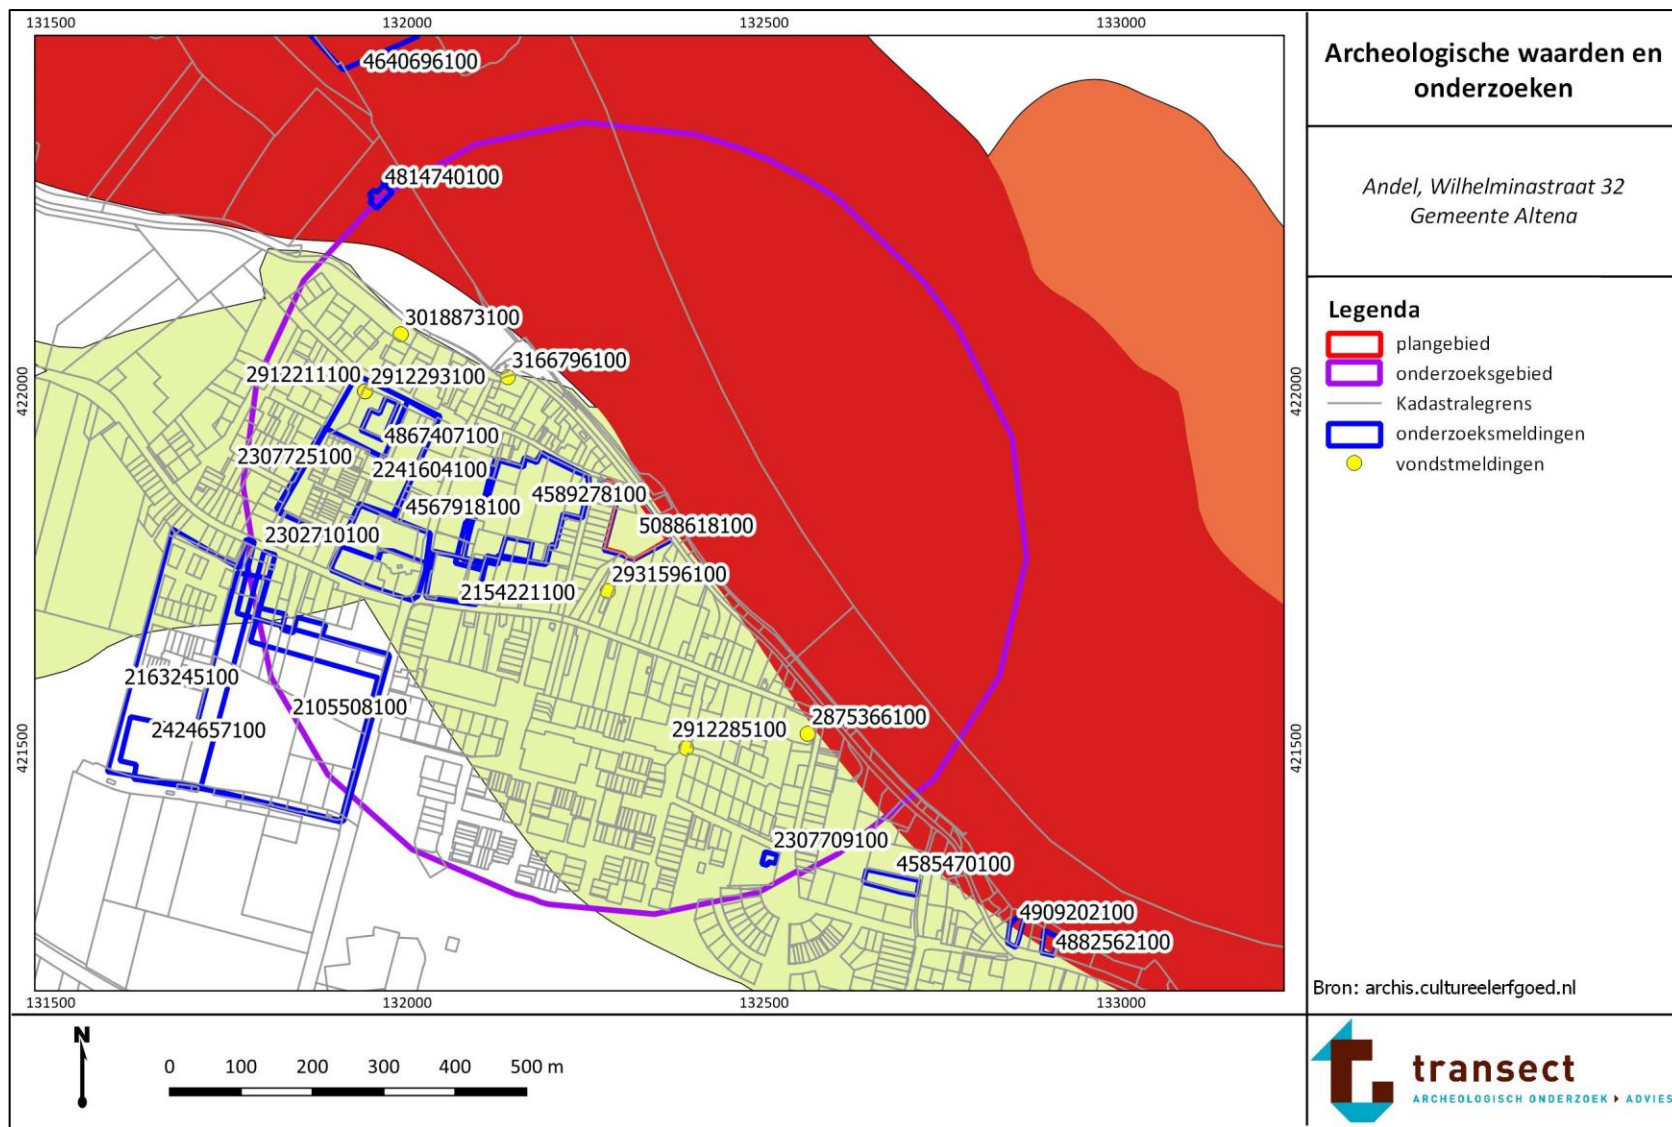 131500 132000 132500 133000
4640696100
4814740100
3018873100
3166796100
2912211100 2912293100
422000 422000
4867407100
2307725100 2241604100
4589278100
4567918100
5088618100
2302710100
2931596100
2154221100
2163245100
2105508100
2424657100
2875366100
2912285100
421500 421500
2307709100
4585470100
4909202100
4882562100
131500 132000 132500 133000
N
0 100 200 300 400 500 m
Archeologische waarden en
onderzoeken
Andel, Wilhelminastraat 32
Gemeente Altena
Legenda
plangebied
onderzoeksgebied
Kadastralegrens
onderzoeksmeldingen
vondstmeldingen
Bron: archis.cultureelerfgoed.nl
transect
ARCHEOLOGISCH ONDERZOEK ▸ ADVIES